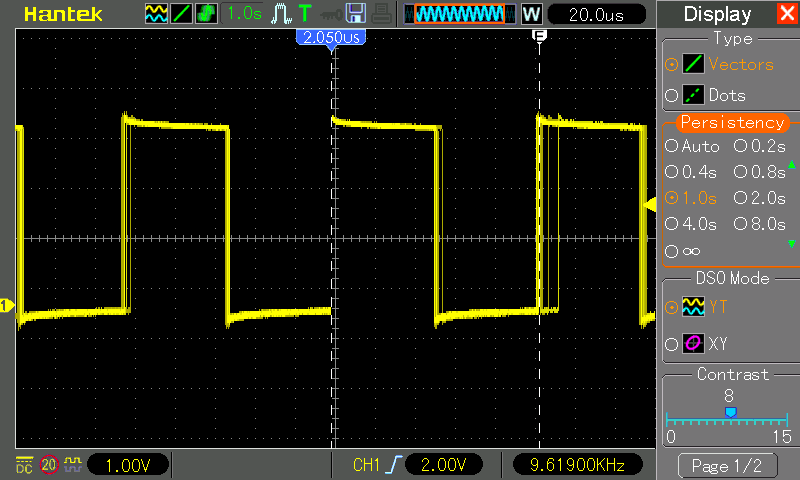 Hantek 1.0s T W 20.0us
2.050us
F
1
DC 20 1.00V CH1 2.00V 9.61900KHz
Display
Type
Vectors
Dots
Persistency
Auto 0.2s
0.4s 0.8s
1.0s 2.0s
4.0s 8.0s
∞
DSO Mode
YT
XY
Contrast
8
0 15
Page 1/2